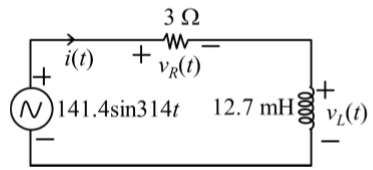 3 Ω
i(t)
+ v_R(t) −
+
141.4sin314t
−
12.7 mH
+
v_L(t)
−